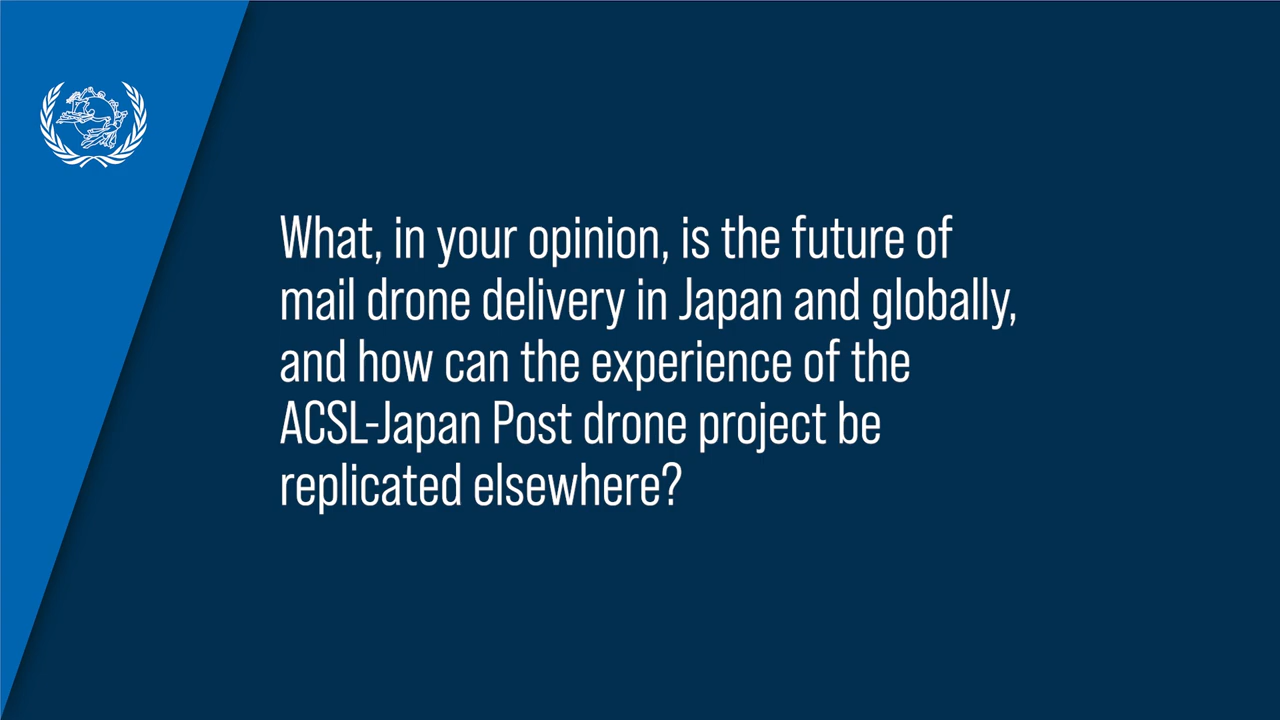 What, in your opinion, is the future of
mail drone delivery in Japan and globally,
and how can the experience of the
ACSL-Japan Post drone project be
replicated elsewhere?